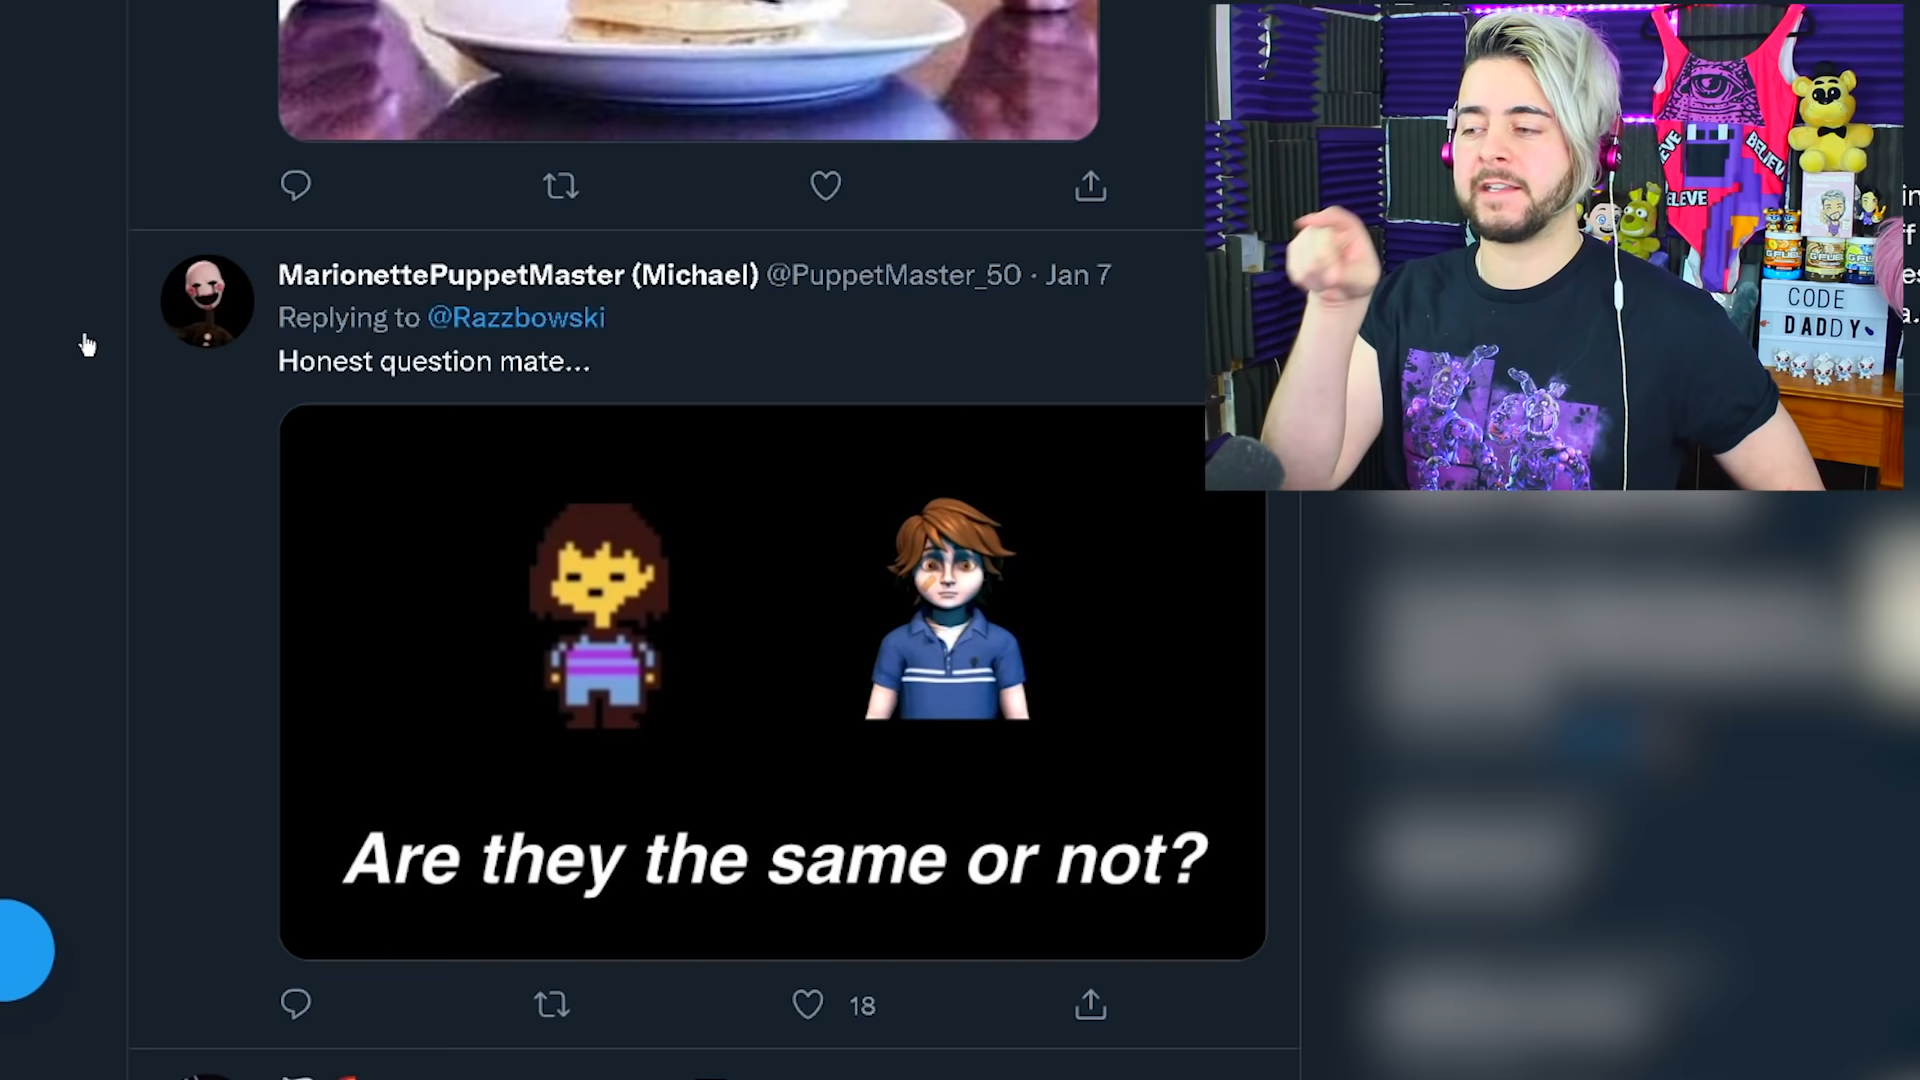 MarionettePuppetMaster (Michael) @PuppetMaster_50 · Jan 7
Replying to @Razzbowski
Honest question mate...
Are they the same or not?
18
BELIEVE
CODE
DADDY
G FUEL